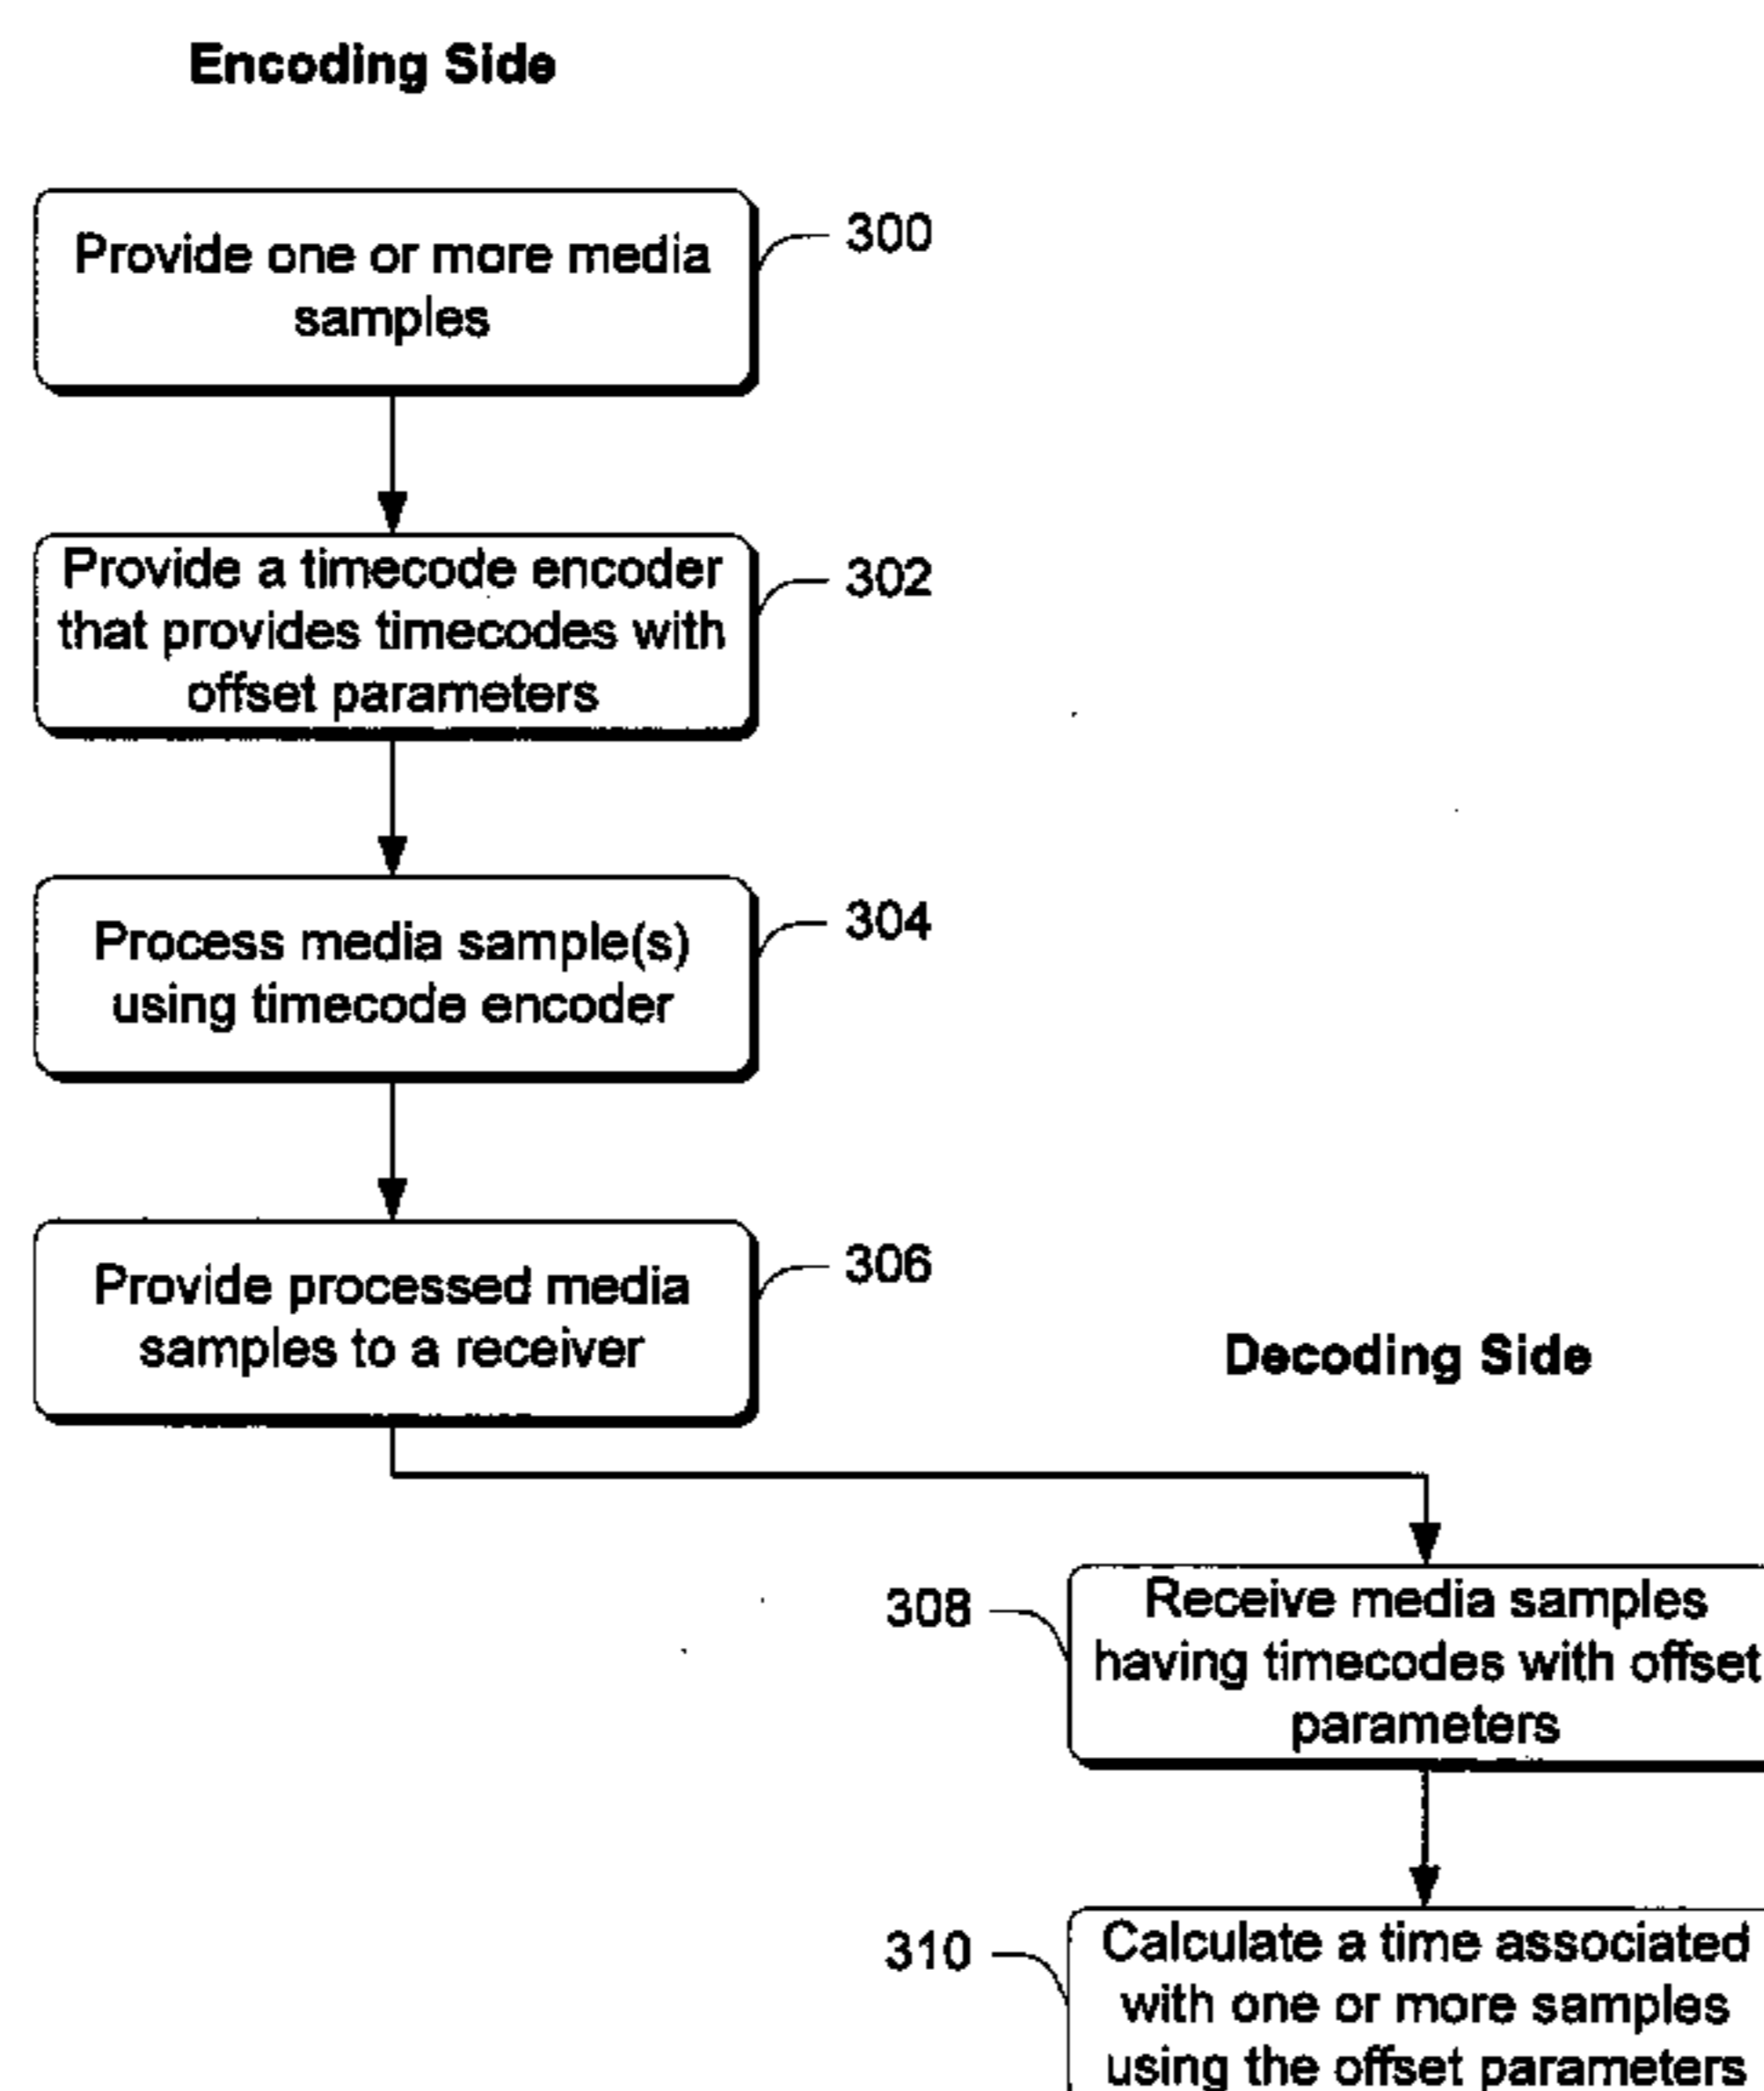 Encoding Side
Provide one or more media
samples
300
Provide a timecode encoder
that provides timecodes with
offset parameters
302
Process media sample(s)
using timecode encoder
304
Provide processed media
samples to a receiver
306
Decoding Side
308
Receive media samples
having timecodes with offset
parameters
310
Calculate a time associated
with one or more samples
using the offset parameters